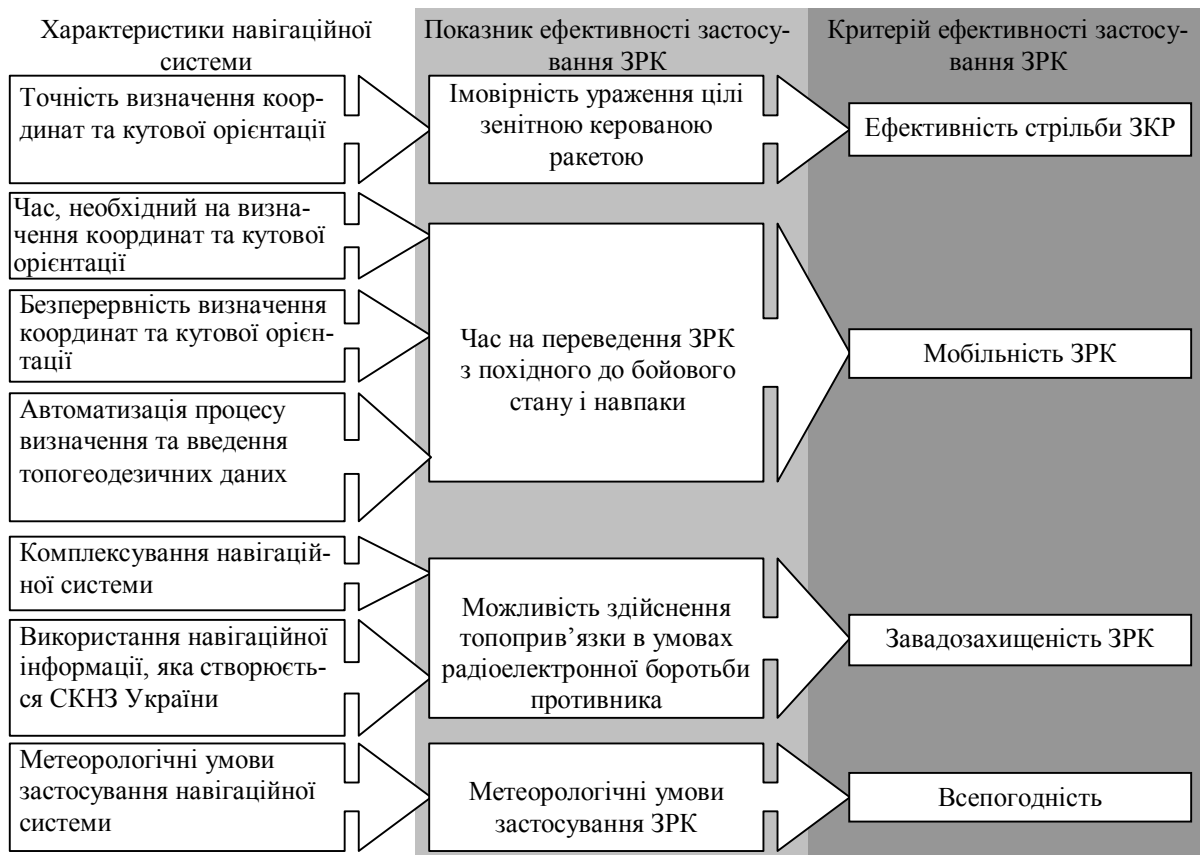 Характеристики навігаційної
системи
Показник ефективності застосу-
вання ЗРК
Критерій ефективності застосу-
вання ЗРК
Точність визначення коор-
динат та кутової орієнтації
Імовірність ураження цілі
зенітною керованою
ракетою
Ефективність стрільби ЗКР
Час, необхідний на визна-
чення координат та кутової
орієнтації
Безперервність визначення
координат та кутової орієн-
тації
Автоматизація процесу
визначення та введення
топогеодезичних даних
Час на переведення ЗРК
з похідного до бойового
стану і навпаки
Мобільність ЗРК
Комплексування навігацій-
ної системи
Використання навігаційної
інформації, яка створюєть-
ся СКНЗ України
Можливість здійснення
топоприв’язки в умовах
радіоелектронної боротьби
противника
Завадозахищеність ЗРК
Метеорологічні умови
застосування навігаційної
системи
Метеорологічні умови
застосування ЗРК
Всепогодність